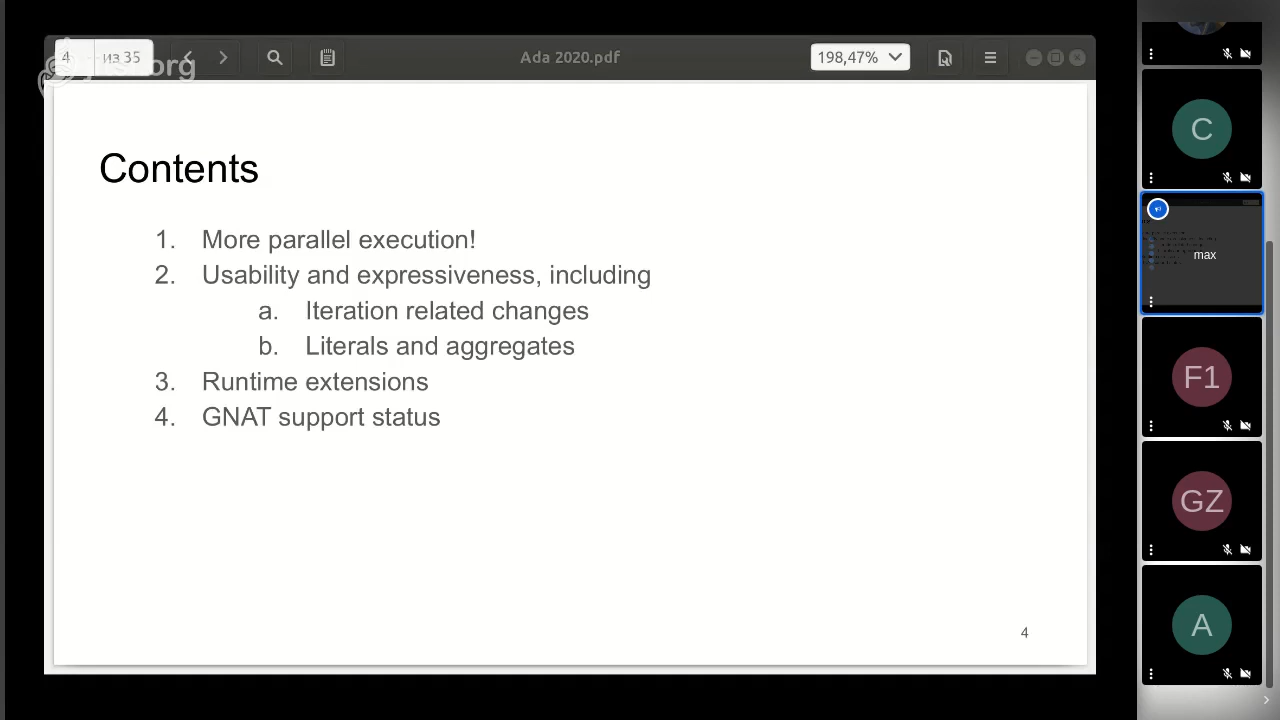 4 из 35
Ada 2020.pdf
198,47%
Contents
1. More parallel execution!
2. Usability and expressiveness, including
a. Iteration related changes
b. Literals and aggregates
3. Runtime extensions
4. GNAT support status
4
C
max
F1
GZ
A